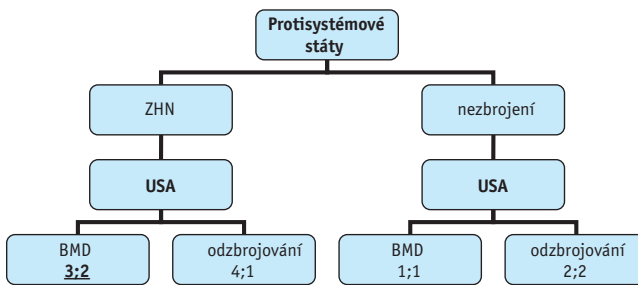 Protisystémové
státy
ZHN
nezbrojení
USA
USA
BMD
3;2
odzbrojování
4;1
BMD
1;1
odzbrojování
2;2